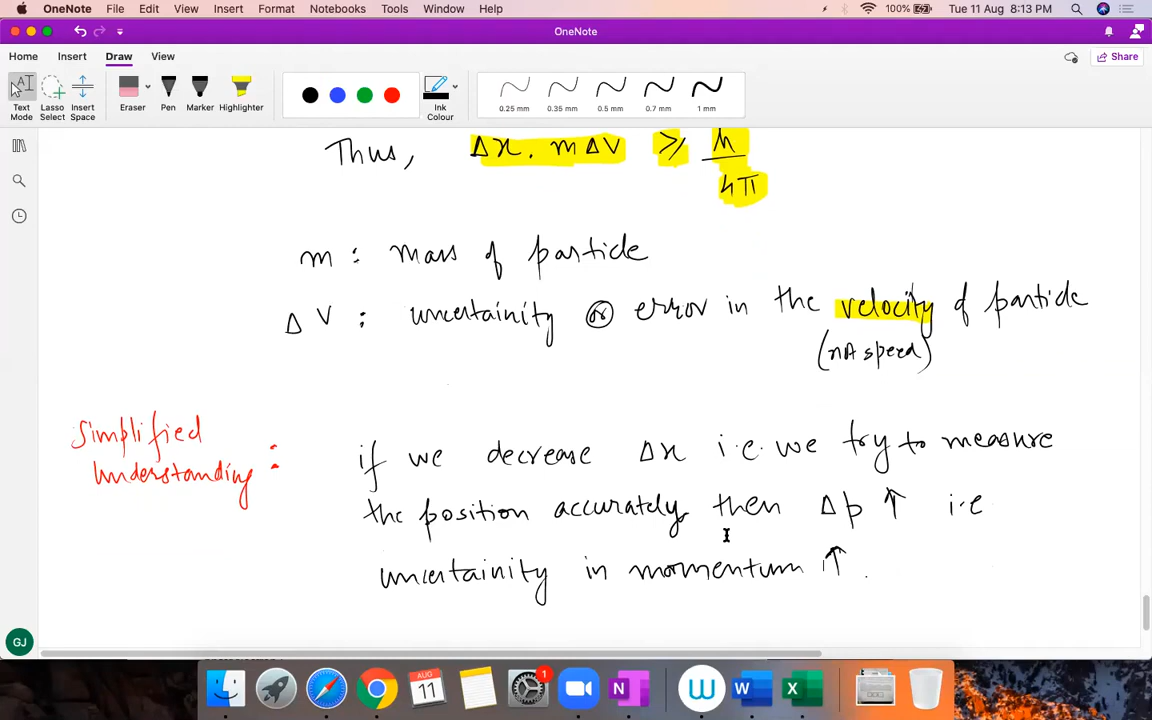 OneNote File Edit View Insert Format Notebooks Tools Window Help 100% Tue 11 Aug 8:13 PM
OneNote
Home Insert Draw View Share
Text Mode Lasso Select Insert Space Eraser Pen Marker Highlighter 0.25 mm 0.35 mm 0.5 mm 0.7 mm 1 mm Ink Colour
Thus, Δx. mΔV ≥ h
4π
m : mass of particle
ΔV : uncertainity or error in the velocity of particle
(not speed)
Simplified
Understanding :
if we decrease Δx i.e. we try to measure
the position accurately then Δp ↑ i.e
uncertainity in momentum ↑.
GJ
AUG 11 1 N W W X